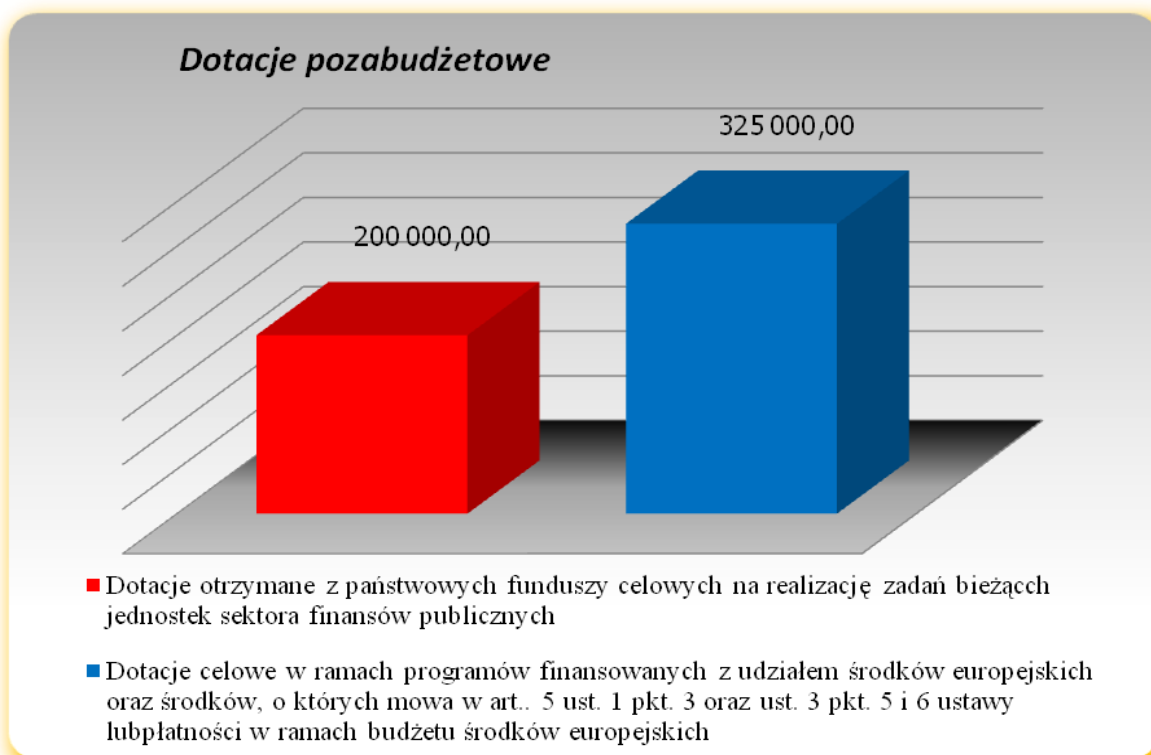 Dotacje pozabudżetowe
325 000,00
200 000,00
Dotacje otrzymane z państwowych funduszy celowych na realizację zadań bieżącch
jednostek sektora finansów publicznych
Dotacje celowe w ramach programów finansowanych z udziałem środków europejskich
oraz środków, o których mowa w art.. 5 ust. 1 pkt. 3 oraz ust. 3 pkt. 5 i 6 ustawy
lubpłatności w ramach budżetu środków europejskich